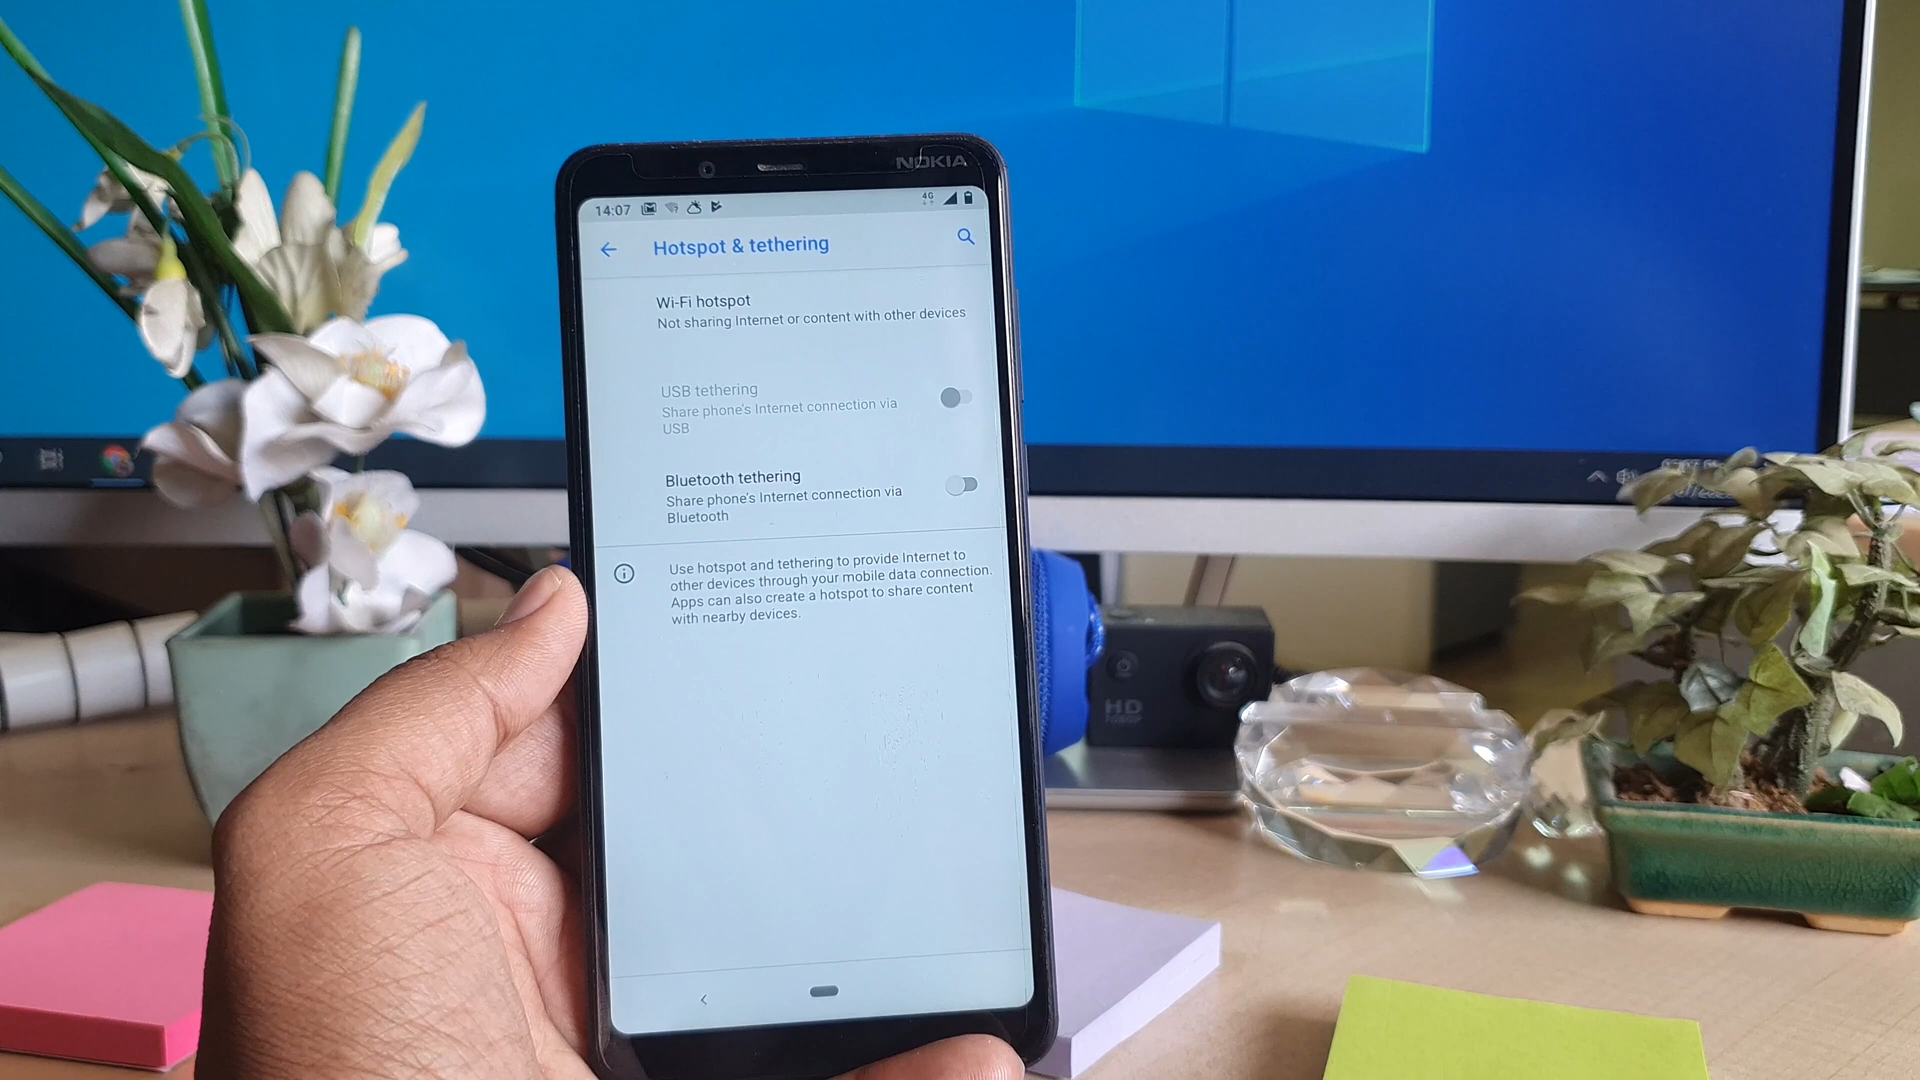 NOKIA
14:07
4G
Hotspot & tethering
Wi-Fi hotspot
Not sharing Internet or content with other devices
USB tethering
Share phone's Internet connection via
USB
Bluetooth tethering
Share phone's Internet connection via
Bluetooth
Use hotspot and tethering to provide Internet to
other devices through your mobile data connection.
Apps can also create a hotspot to share content
with nearby devices.
HD
1080P